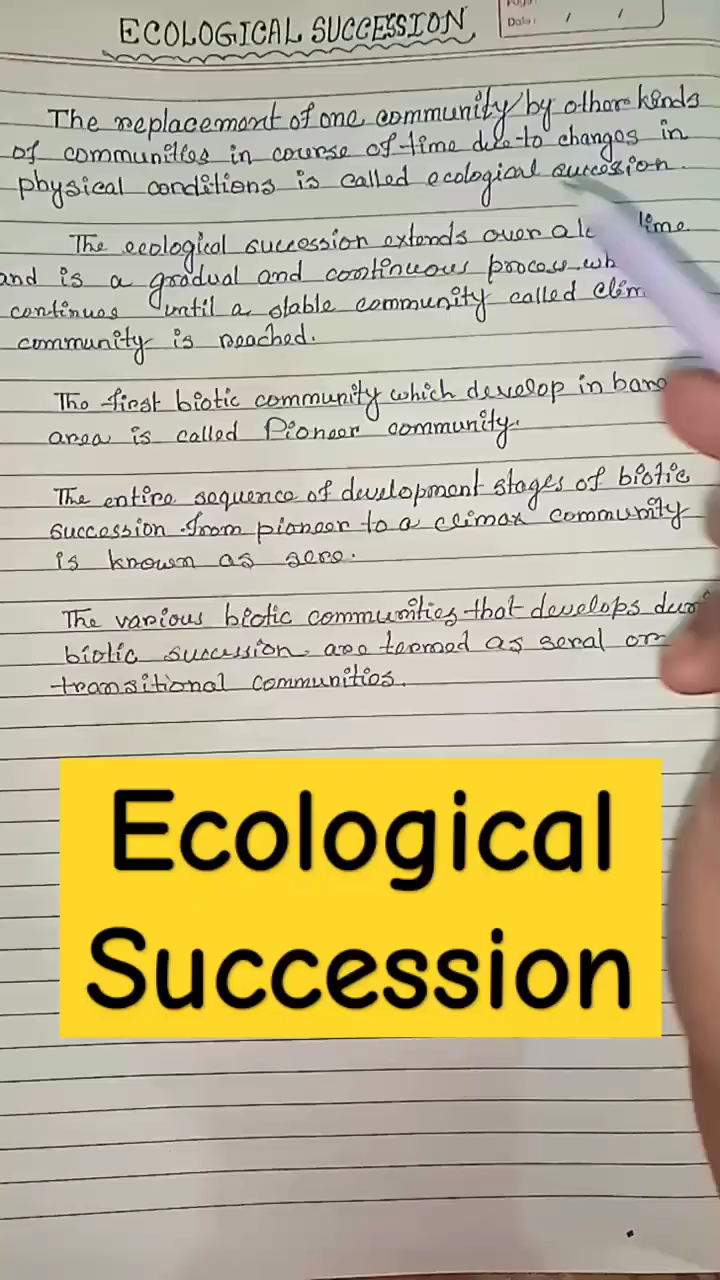 ECOLOGICAL SUCCESSION
Page:
Date: / /
The replacement of one community by other kinds
of communities in course of time due to changes in
physical conditions is called ecological succession.
The ecological succession extends over a time
and is a gradual and continuous process
continues until a stable community called
community is reached.
The first biotic community which develop in
area is called Pioneer community.
The entire sequence of development stages of biotic
succession from pioneer to a climax community
is known as sere.
The various biotic communities that develops
biotic succession are termed as seral or
transitional communities.
Ecological
Succession